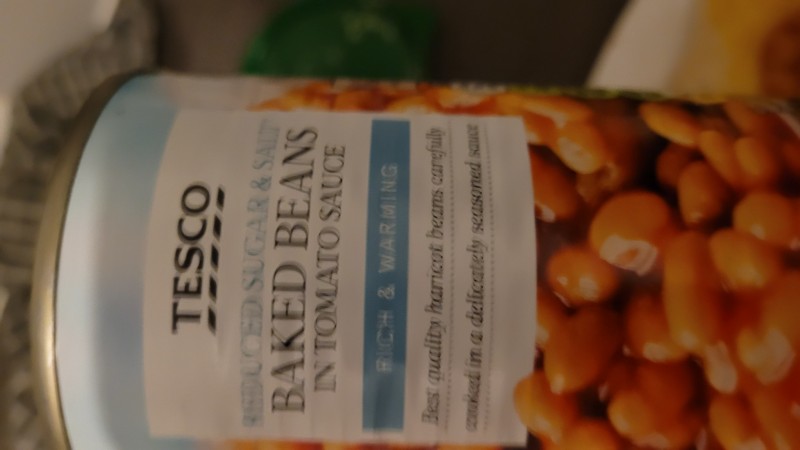 TESCO
REDUCED SUGAR & SALT
BAKED BEANS
IN TOMATO SAUCE
RICH & WARMING
Best quality haricot beans carefully
cooked in a delicately seasoned sauce